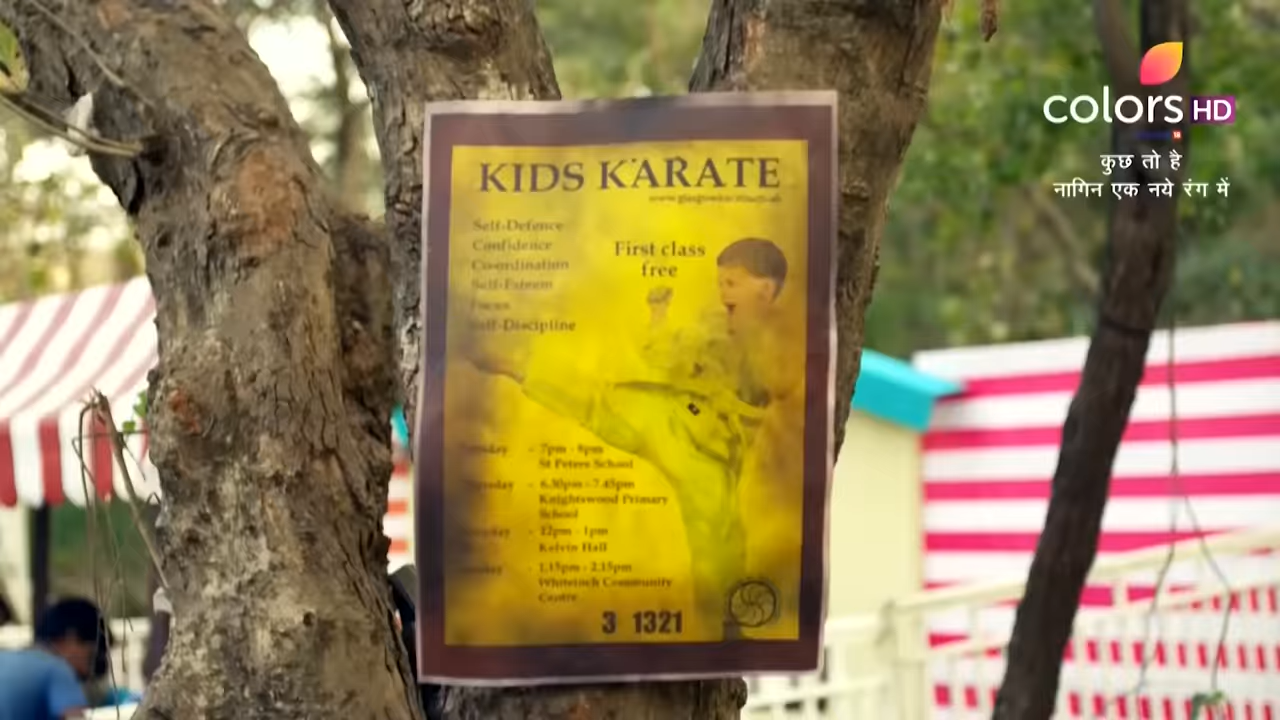 KIDS KARATE
Self-Defence
Confidence
Co-ordination
Self-Esteem
Focus
Self-Discipline
First class
free
- 7pm - 8pm
St Peters School
- 6.30pm - 7.45pm
Knightswood Primary
School
- 12pm - 1pm
Kelvin Hall
- 1.15pm - 2.15pm
Whiteinch Community
Centre
3 1321
colors HD
कुछ तो है
नागिन एक नये रंग में